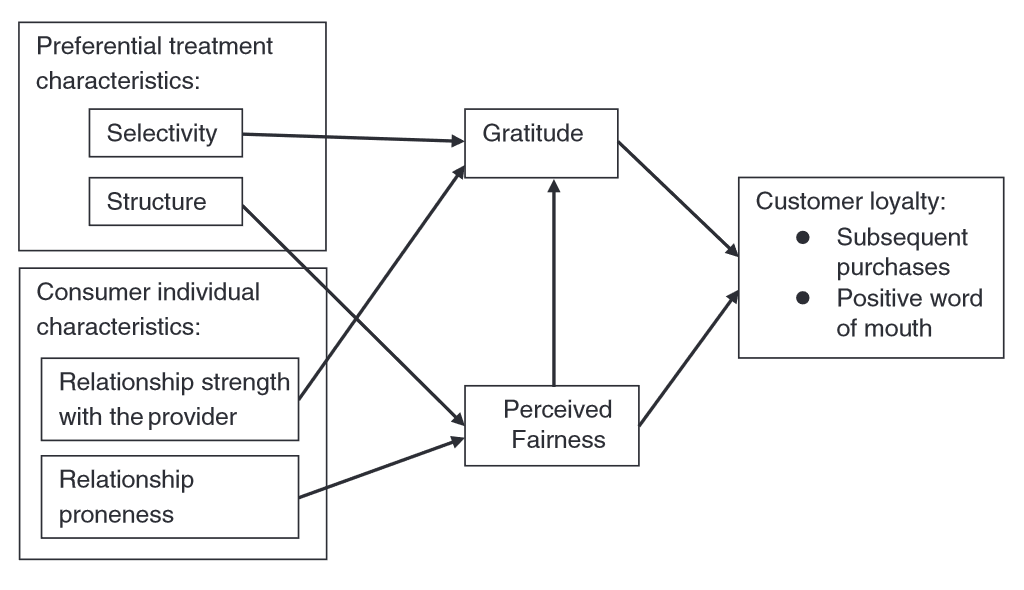 Preferential treatment
characteristics:
Selectivity
Structure
Consumer individual
characteristics:
Relationship strength
with the provider
Relationship
proneness
Gratitude
Perceived
Fairness
Customer loyalty:
● Subsequent
purchases
● Positive word
of mouth